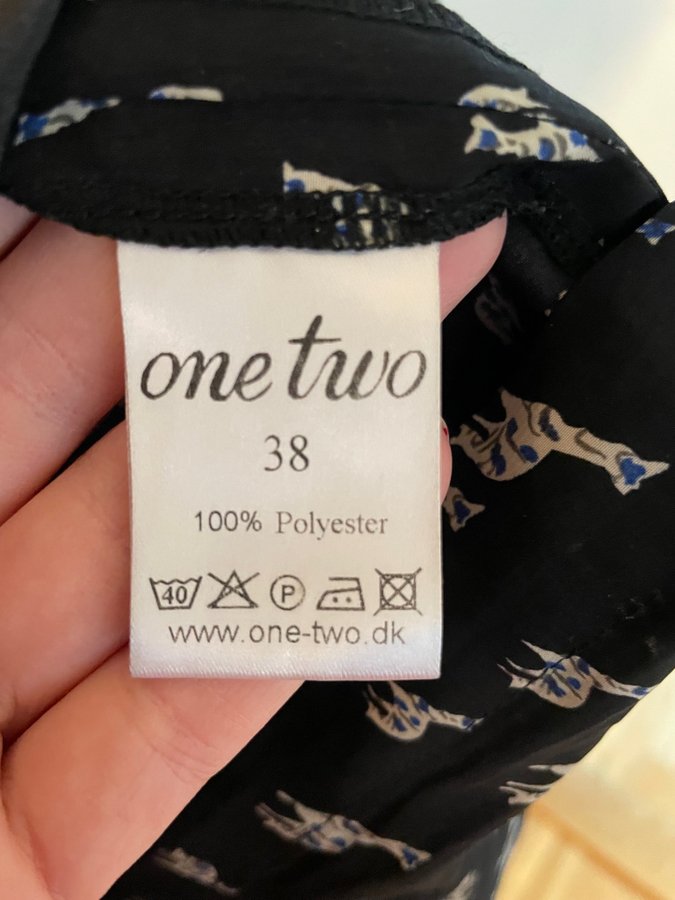 one two
38
100% Polyester
40 P
www.one-two.dk